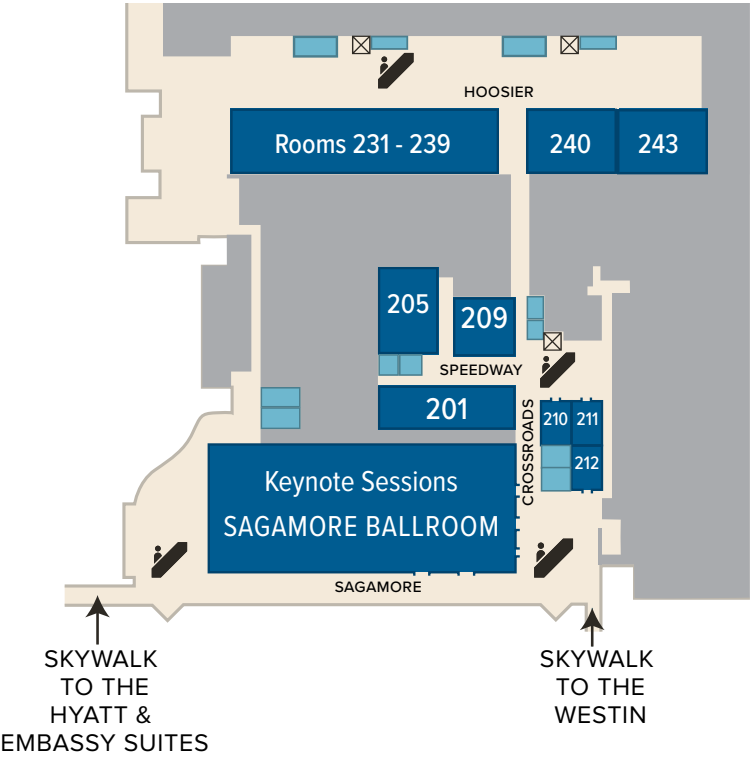 HOOSIER
Rooms 231 - 239
240
243
205
209
SPEEDWAY
201
CROSSROADS
210
211
212
Keynote Sessions
SAGAMORE BALLROOM
SAGAMORE
SKYWALK
TO THE
HYATT &
EMBASSY SUITES
SKYWALK
TO THE
WESTIN